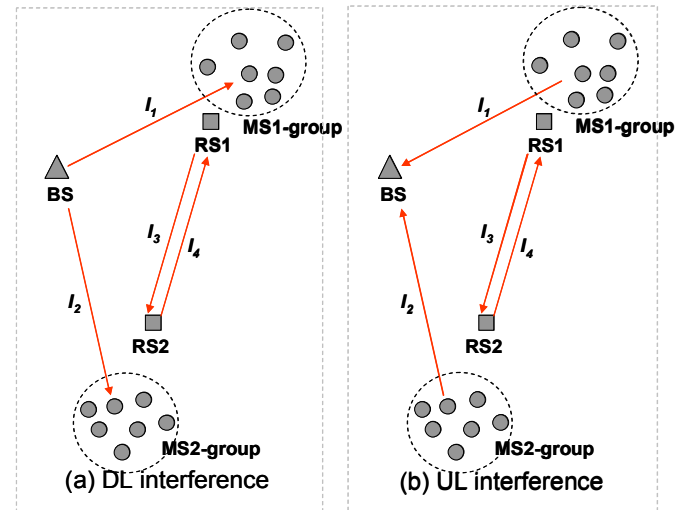 I1
MS1-group
RS1
BS
I3
I4
I2
RS2
MS2-group
(a) DL interference
I1
MS1-group
RS1
BS
I3
I4
I2
RS2
MS2-group
(b) UL interference